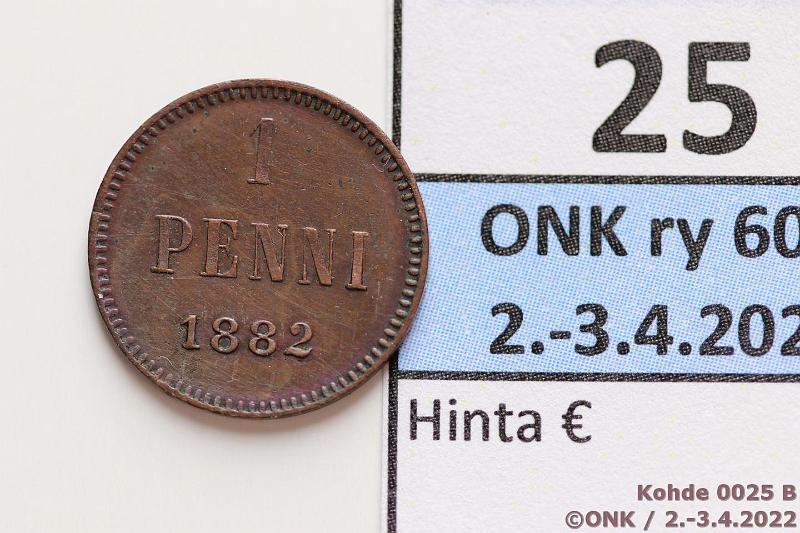 1
PENNI
1882
25
ONK ry 60
2.-3.4.202
Hinta €
Kohde 0025 B
©ONK / 2.-3.4.2022